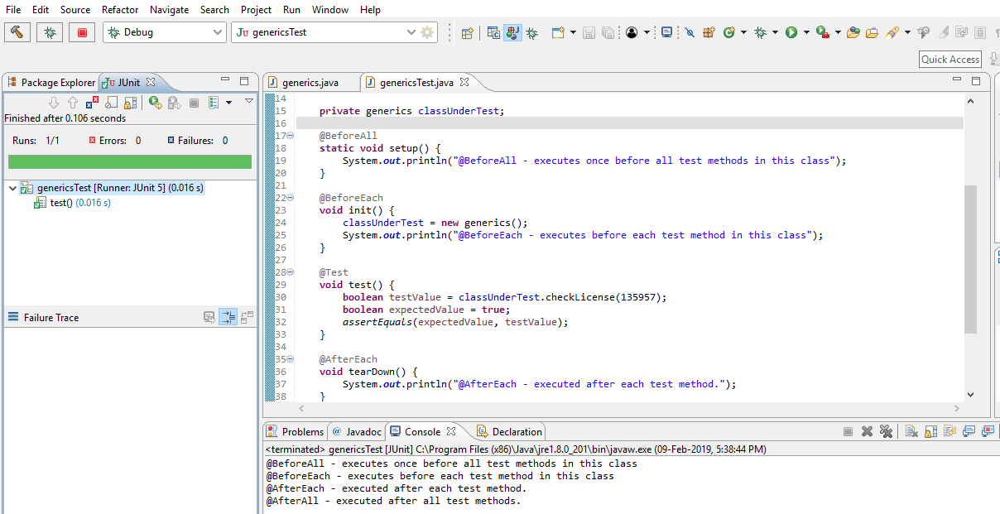 File Edit Source Refactor Navigate Search Project Run Window Help
Debug
JU genericsTest
Quick Access
Package Explorer JU JUnit
Finished after 0.106 seconds
Runs: 1/1 Errors: 0 Failures: 0
genericsTest [Runner: JUnit 5] (0.016 s)
test() (0.016 s)
Failure Trace
generics.java genericsTest.java
14
15 private generics classUnderTest;
16
17 @BeforeAll
18 static void setup() {
19 System.out.println("@BeforeAll - executes once before all test methods in this class");
20 }
21
22 @BeforeEach
23 void init() {
24 classUnderTest = new generics();
25 System.out.println("@BeforeEach - executes before each test method in this class");
26 }
27
28 @Test
29 void test() {
30 boolean testValue = classUnderTest.checkLicense(135957);
31 boolean expectedValue = true;
32 assertEquals(expectedValue, testValue);
33 }
34
35 @AfterEach
36 void tearDown() {
37 System.out.println("@AfterEach - executed after each test method.");
38 }
Problems @ Javadoc Console Declaration
<terminated> genericsTest [JUnit] C:\Program Files (x86)\Java\jre1.8.0_201\bin\javaw.exe (09-Feb-2019, 5:38:44 PM)
@BeforeAll - executes once before all test methods in this class
@BeforeEach - executes before each test method in this class
@AfterEach - executed after each test method.
@AfterAll - executed after all test methods.